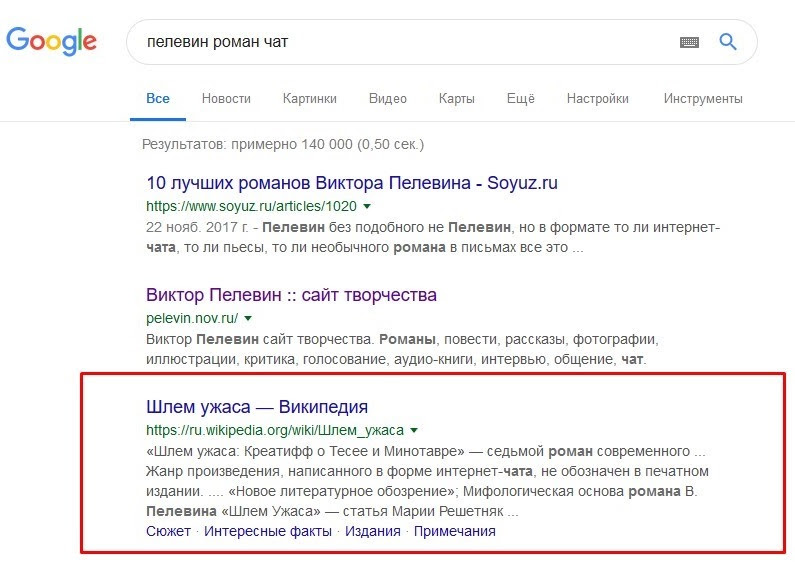 Google
пелевин роман чат
Все Новости Картинки Видео Карты Ещё Настройки Инструменты
Результатов: примерно 140 000 (0,50 сек.)
10 лучших романов Виктора Пелевина - Soyuz.ru
https://www.soyuz.ru/articles/1020
22 нояб. 2017 г. - Пелевин без подобного не Пелевин, но в формате то ли интернет-
чата, то ли пьесы, то ли необычного романа в письмах все это ...
Виктор Пелевин :: сайт творчества
pelevin.nov.ru/
Виктор Пелевин сайт творчества. Романы, повести, рассказы, фотографии,
иллюстрации, критика, голосование, аудио-книги, интервью, общение, чат.
Шлем ужаса — Википедия
https://ru.wikipedia.org/wiki/Шлем_ужаса
«Шлем ужаса: Креатифф о Тесее и Минотавре» — седьмой роман современного ...
Жанр произведения, написанного в форме интернет-чата, не обозначен в печатном
издании. .... «Новое литературное обозрение»; Мифологическая основа романа В.
Пелевина «Шлем Ужаса» — статья Марии Решетняк ...
Сюжет · Интересные факты · Издания · Примечания